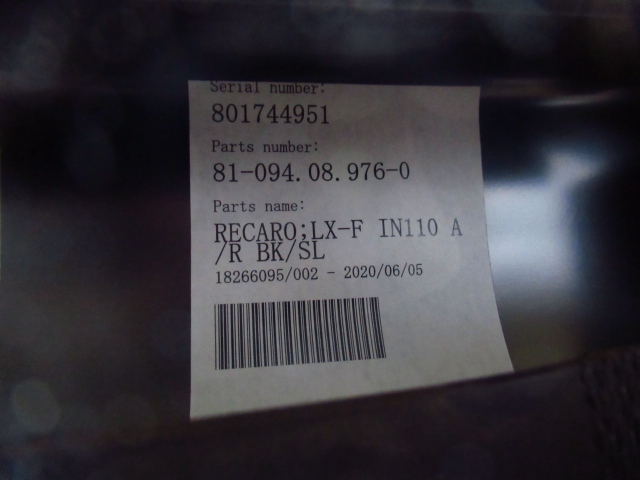 Serial number:
801744951
Parts number:
81-094.08.976-0
Parts name:
RECARO;LX-F IN110 A
/R BK/SL
18266095/002 - 2020/06/05